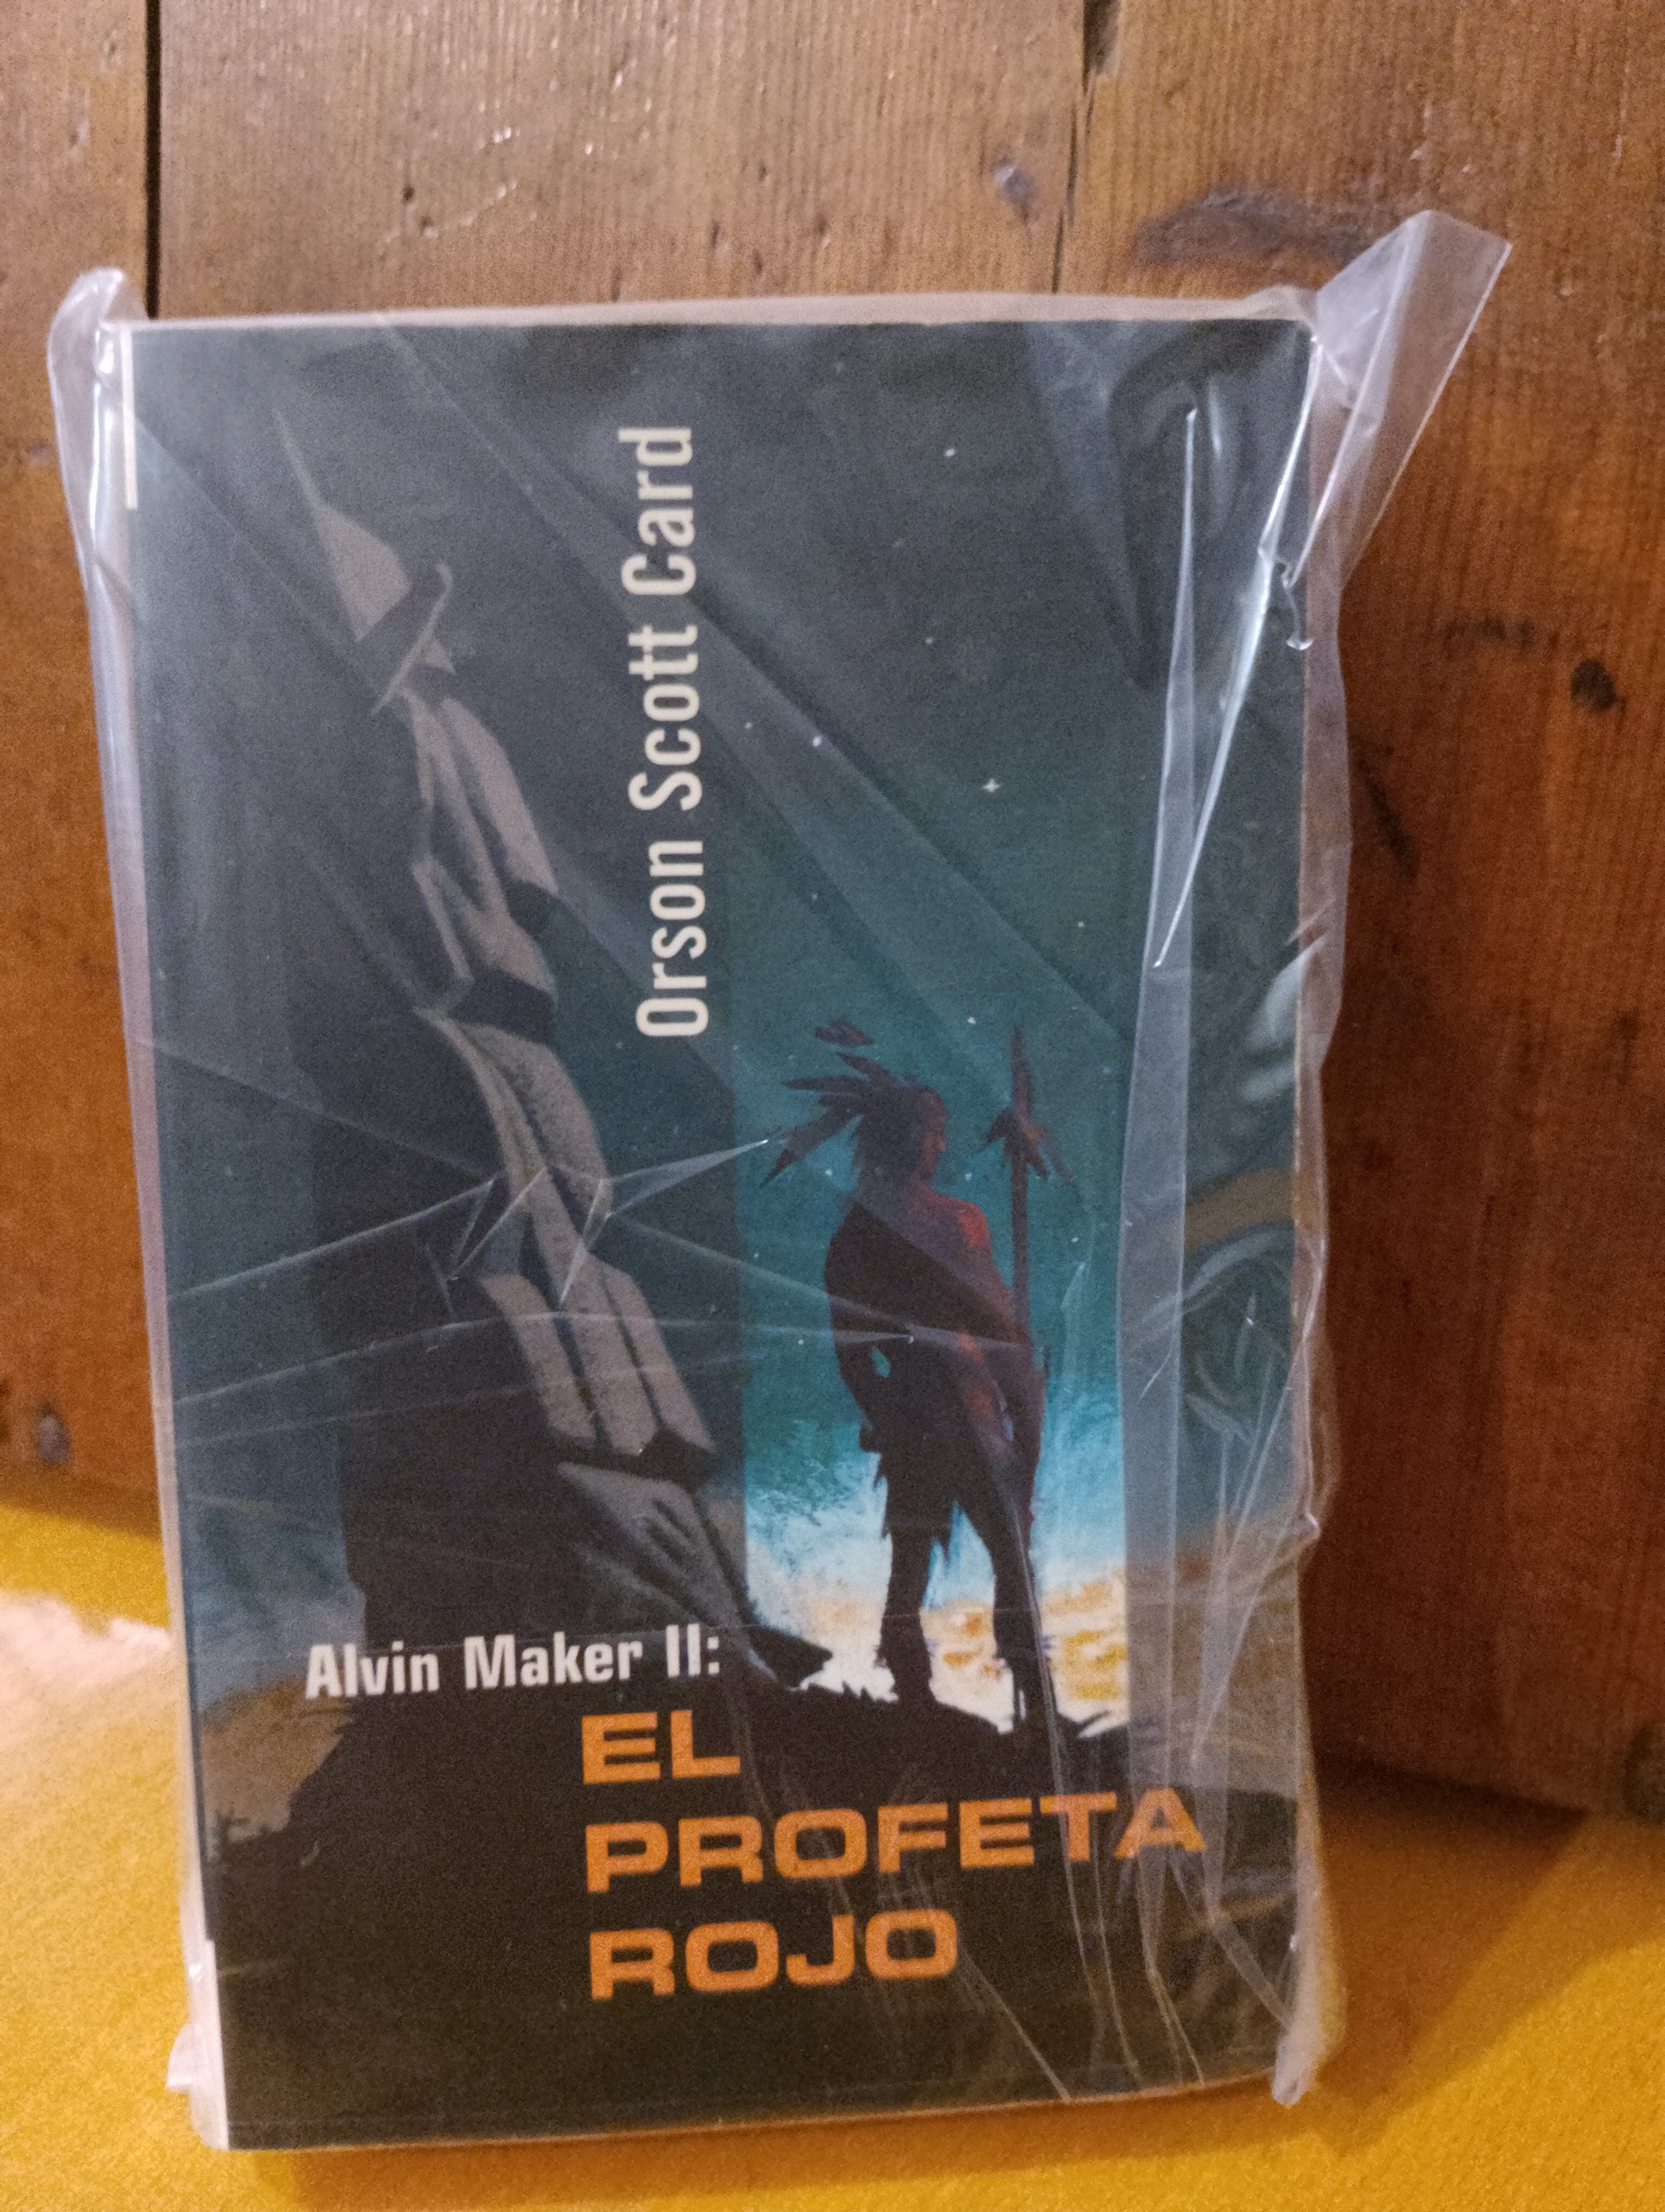 Orson Scott Card
Alvin Maker II:
EL
PROFETA
ROJO